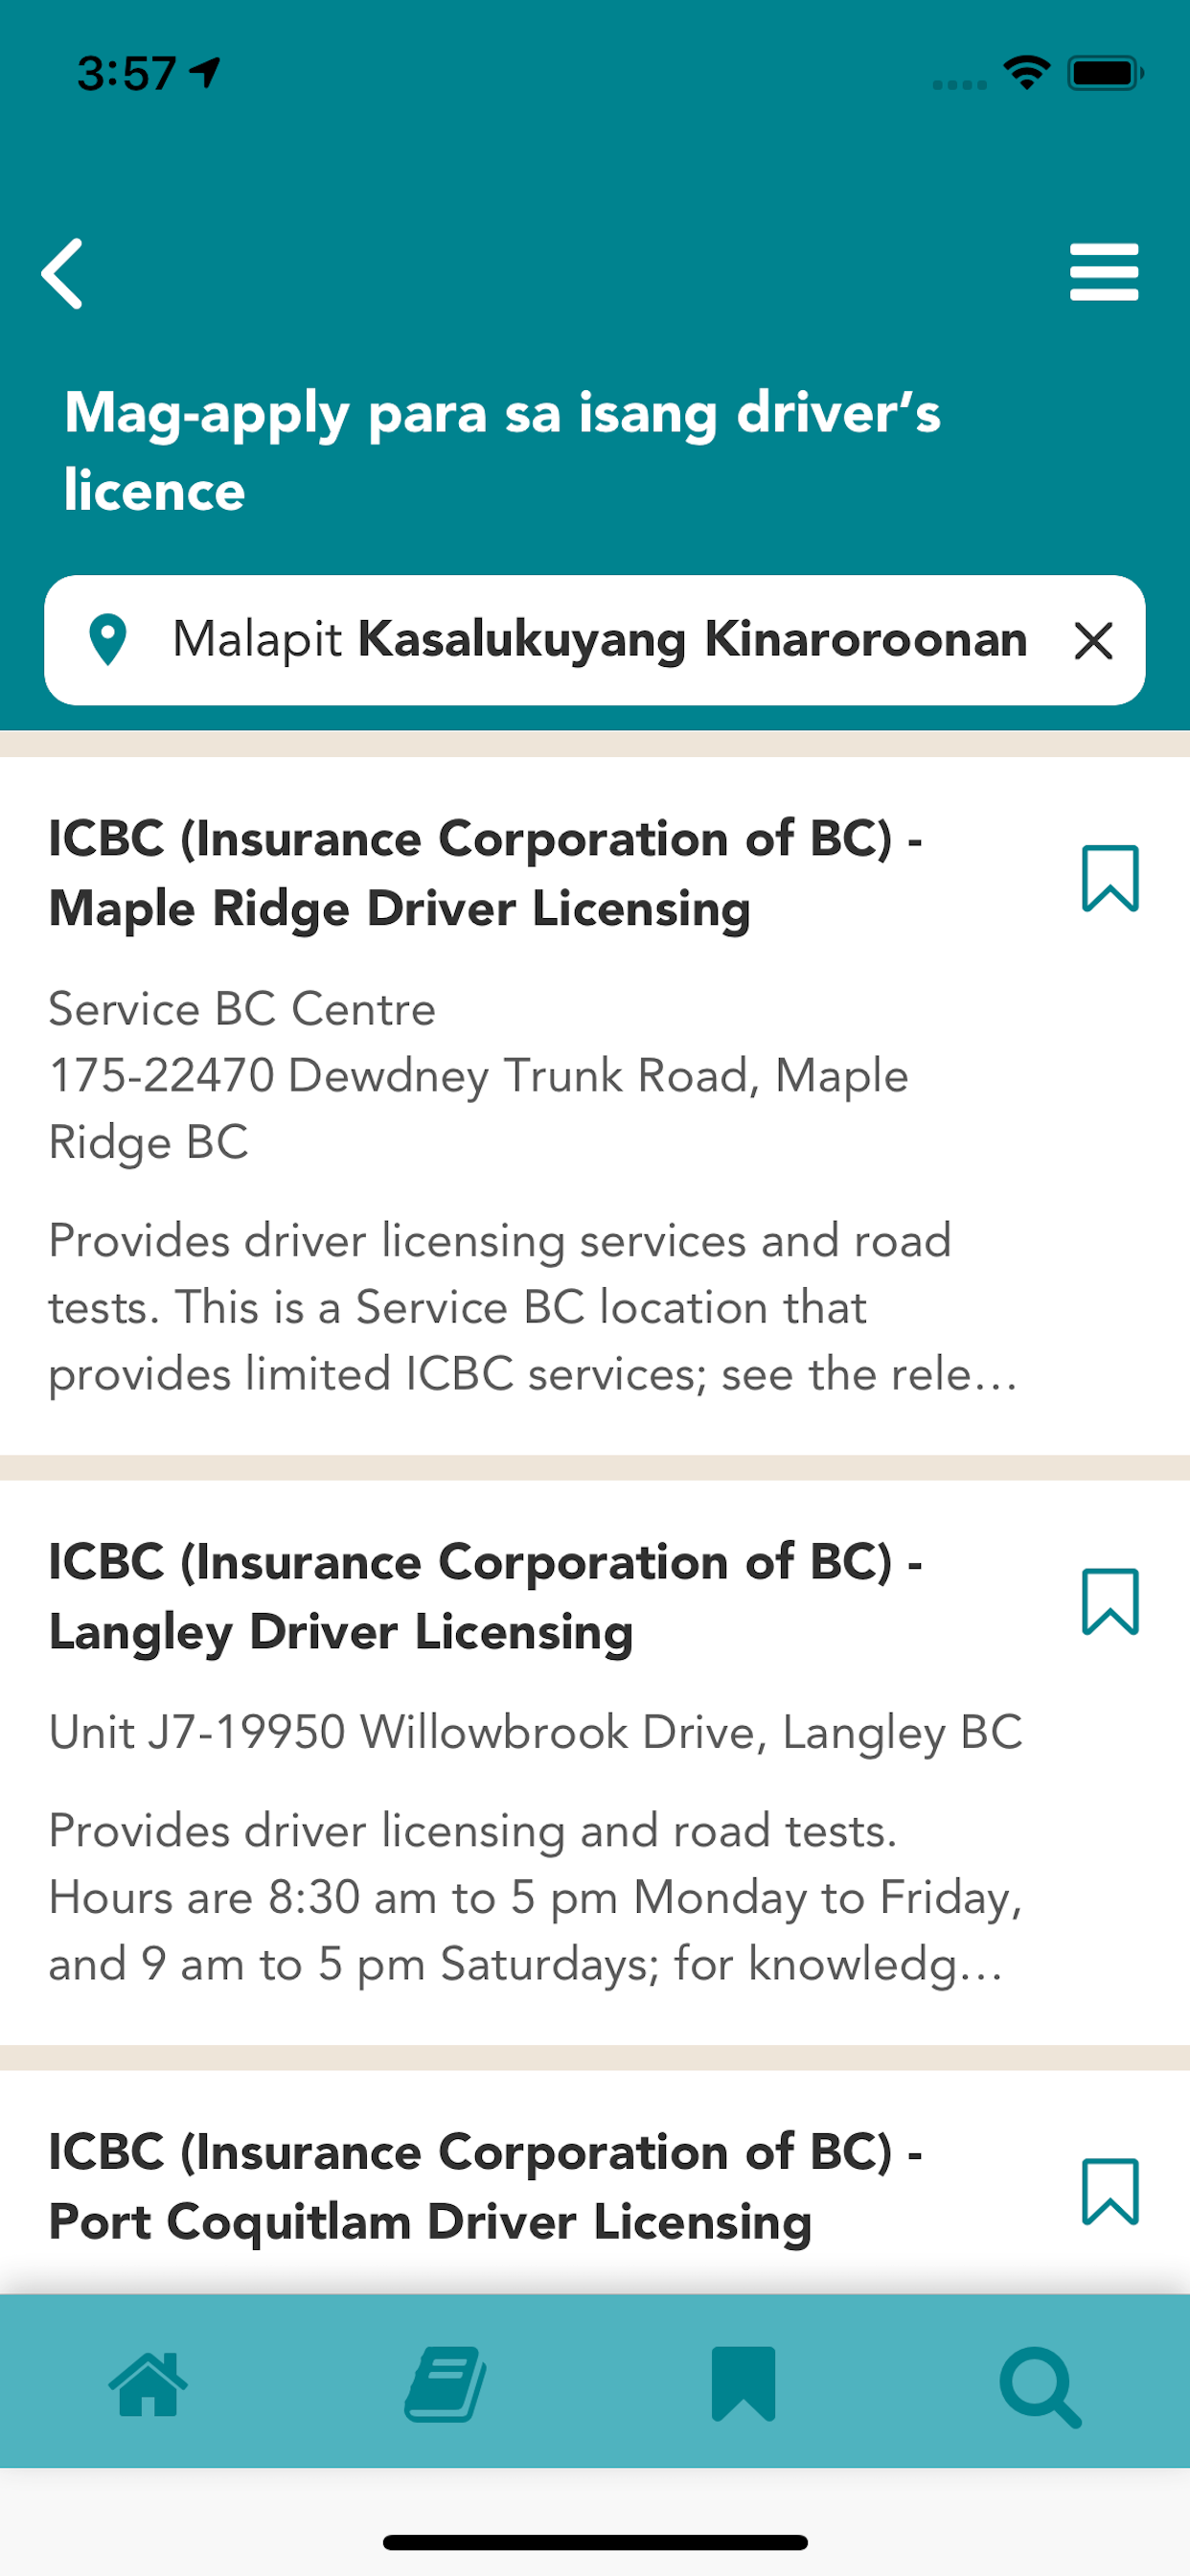 3:57
Mag-apply para sa isang driver’s
licence
Malapit Kasalukuyang Kinaroroonan
ICBC (Insurance Corporation of BC) -
Maple Ridge Driver Licensing
Service BC Centre
175-22470 Dewdney Trunk Road, Maple
Ridge BC
Provides driver licensing services and road
tests. This is a Service BC location that
provides limited ICBC services; see the rele…
ICBC (Insurance Corporation of BC) -
Langley Driver Licensing
Unit J7-19950 Willowbrook Drive, Langley BC
Provides driver licensing and road tests.
Hours are 8:30 am to 5 pm Monday to Friday,
and 9 am to 5 pm Saturdays; for knowledg…
ICBC (Insurance Corporation of BC) -
Port Coquitlam Driver Licensing